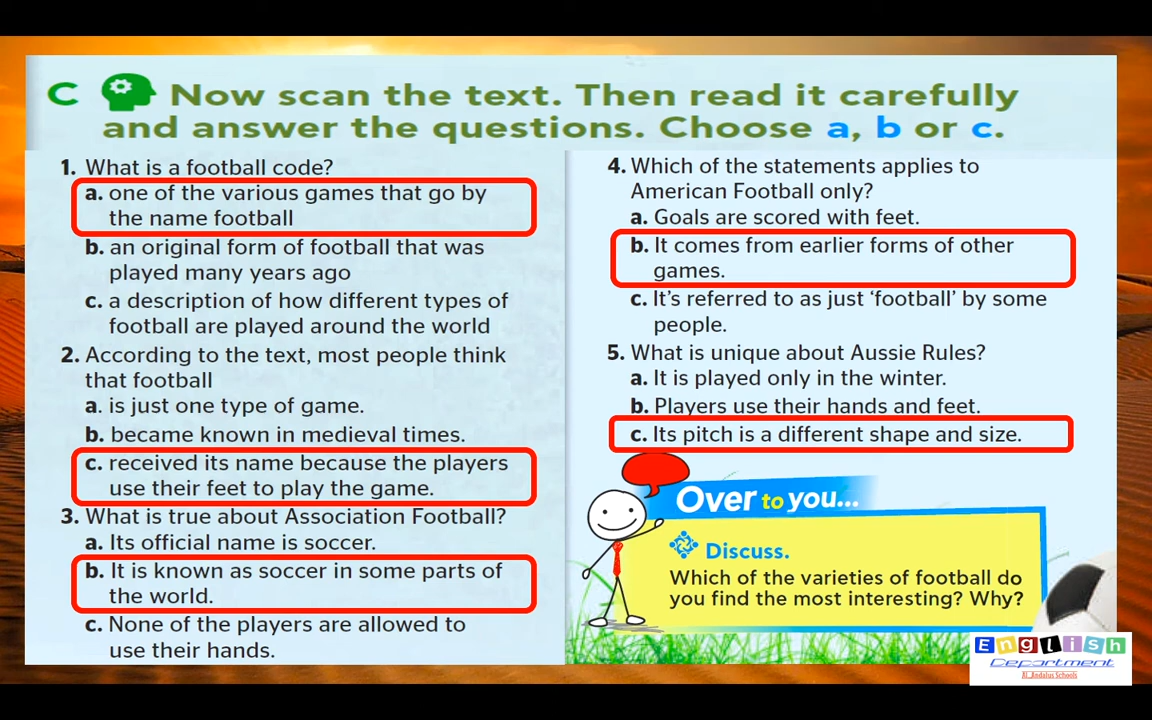 C Now scan the text. Then read it carefully
and answer the questions. Choose a, b or c.
1. What is a football code?
a. one of the various games that go by
the name football
b. an original form of football that was
played many years ago
c. a description of how different types of
football are played around the world
2. According to the text, most people think
that football
a. is just one type of game.
b. became known in medieval times.
c. received its name because the players
use their feet to play the game.
3. What is true about Association Football?
a. Its official name is soccer.
b. It is known as soccer in some parts of
the world.
c. None of the players are allowed to
use their hands.
4. Which of the statements applies to
American Football only?
a. Goals are scored with feet.
b. It comes from earlier forms of other
games.
c. It's referred to as just ‘football’ by some
people.
5. What is unique about Aussie Rules?
a. It is played only in the winter.
b. Players use their hands and feet.
c. Its pitch is a different shape and size.
Over to you...
Discuss.
Which of the varieties of football do
you find the most interesting? Why?
English
Department
Al_Andalus Schools